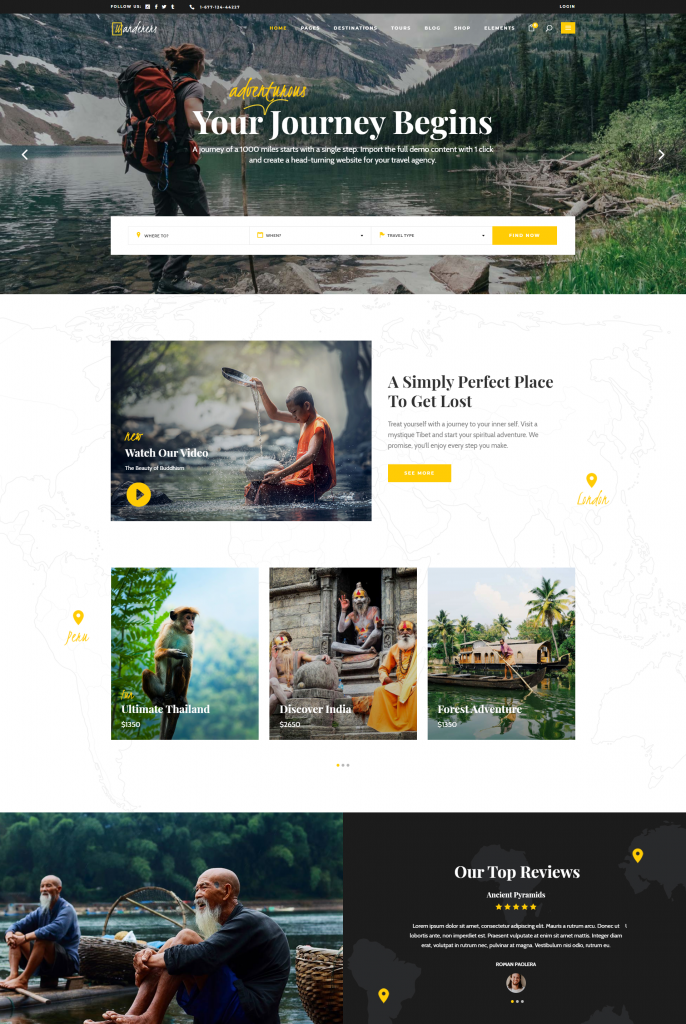 FOLLOW US:
1-677-124-44227
LOGIN
Wanderers
HOME
PAGES
DESTINATIONS
TOURS
BLOG
SHOP
ELEMENTS
adventurous
Your Journey Begins
A journey of a 1000 miles starts with a single step. Import the full demo content with 1 click
and create a head-turning website for your travel agency.
WHERE TO?
WHEN?
TRAVEL TYPE
FIND NOW
new
Watch Our Video
The Beauty of Buddhism
A Simply Perfect Place
To Get Lost
Treat yourself with a journey to your inner self. Visit a
mystique Tibet and start your spiritual adventure. We
promise, you'll enjoy every step you make.
SEE MORE
London
Peru
fun
Ultimate Thailand
$1350
Discover India
$2650
Forest Adventure
$1350
Our Top Reviews
Ancient Pyramids
Lorem ipsum dolor sit amet, consectetur adipiscing elit. Mauris a rutrum arcu. Donec ut
lobortis ante, non imperdiet est. Praesent vulputate at enim sit amet mattis. Integer diam
erat, volutpat in rutrum nec, pulvinar at magna. Vestibulum nisi odio, rutrum eu.
ROMAN PAOLERA